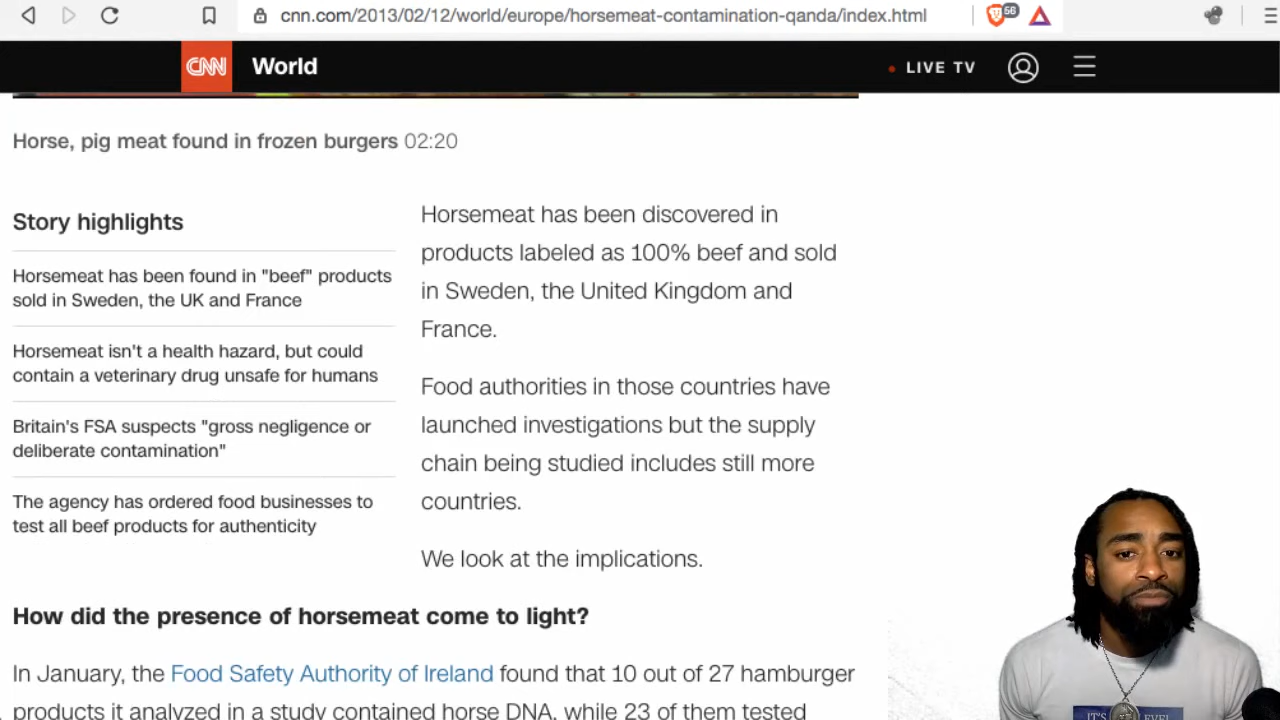 cnn.com/2013/02/12/world/europe/horsemeat-contamination-qanda/index.html
56
CNN World
LIVE TV
Horse, pig meat found in frozen burgers 02:20
Story highlights
Horsemeat has been found in "beef" products
sold in Sweden, the UK and France
Horsemeat isn't a health hazard, but could
contain a veterinary drug unsafe for humans
Britain's FSA suspects "gross negligence or
deliberate contamination"
The agency has ordered food businesses to
test all beef products for authenticity
Horsemeat has been discovered in
products labeled as 100% beef and sold
in Sweden, the United Kingdom and
France.
Food authorities in those countries have
launched investigations but the supply
chain being studied includes still more
countries.
We look at the implications.
How did the presence of horsemeat come to light?
In January, the Food Safety Authority of Ireland found that 10 out of 27 hamburger
products it analyzed in a study contained horse DNA, while 23 of them tested
IT'S